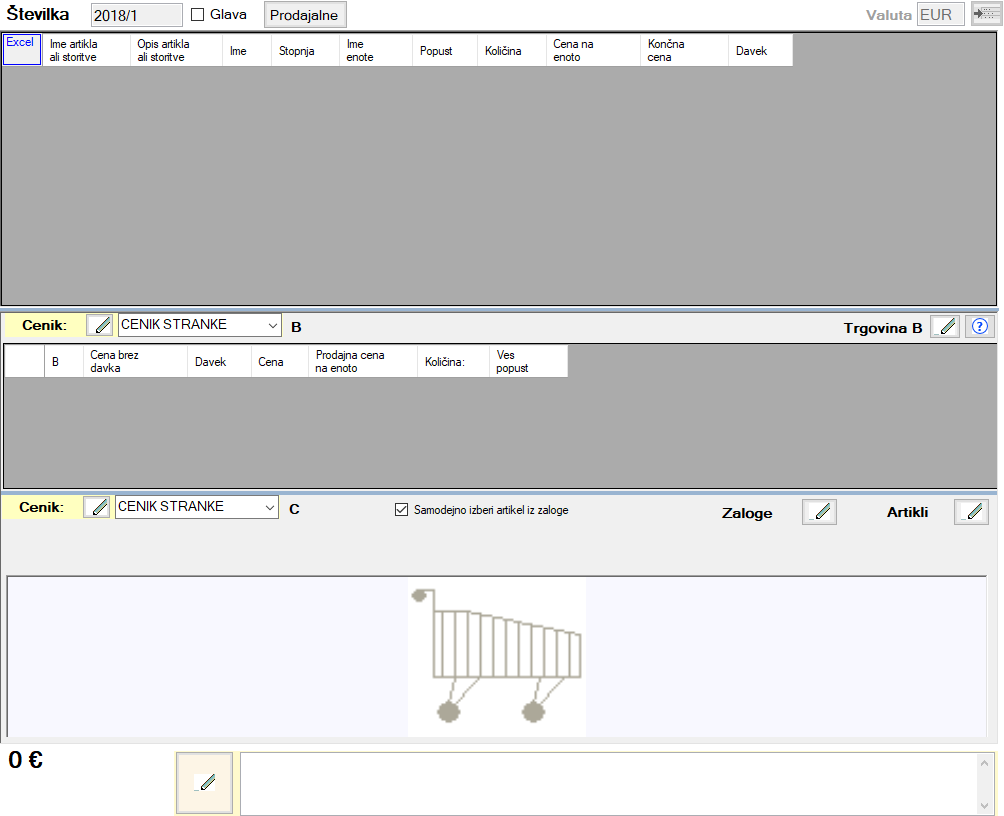 Številka 2018/1 Glava Prodajalne Valuta EUR
Excel Ime artikla Opis artikla Ime Stopnja Ime Popust Količina Cena na Končna Davek
ali storitve ali storitve enote enoto cena
Cenik: CENIK STRANKE B Trgovina B ?
B Cena brez Davek Cena Prodajna cena Količina: Ves
davka na enoto popust
Cenik: CENIK STRANKE C Samodejno izberi artikel iz zaloge Zaloge Artikli
0 €